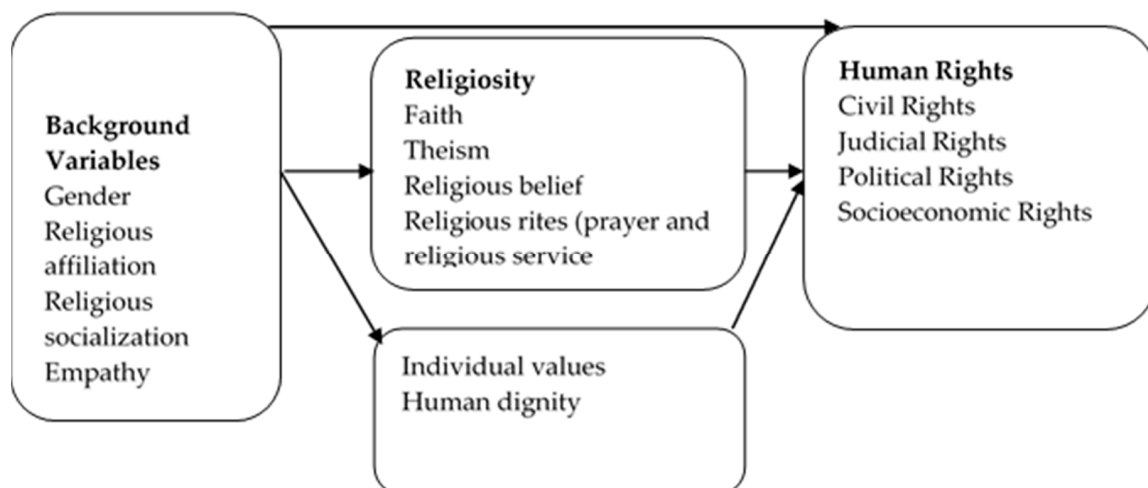 Background
Variables
Gender
Religious
affiliation
Religious
socialization
Empathy
Religiosity
Faith
Theism
Religious belief
Religious rites (prayer and
religious service
Individual values
Human dignity
Human Rights
Civil Rights
Judicial Rights
Political Rights
Socioeconomic Rights